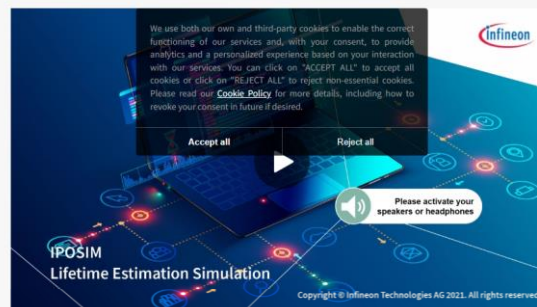 We use both our own and third-party cookies to enable the correct
functioning of our services and, with your consent, to provide
analytics and a personalized experience based on your interaction
with our services. You can click on "ACCEPT ALL" to accept all
cookies or click on "REJECT ALL" to reject non-essential cookies.
Please read our Cookie Policy for more details, including how to
revoke your consent in future if desired.
Accept all
Reject all
infineon
Please activate your
speakers or headphones
IPOSIM
Lifetime Estimation Simulation
Copyright © Infineon Technologies AG 2021. All rights reserved.